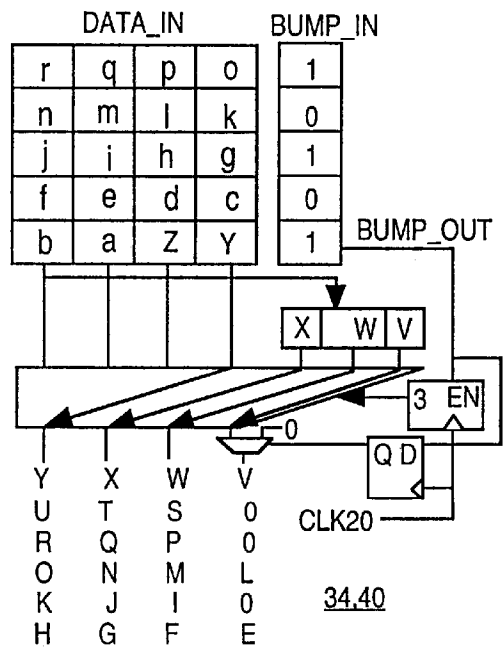 DATA_IN BUMP_IN
r q p o 1
n m l k 0
j i h g 1
f e d c 0
b a Z Y 1
BUMP_OUT
X W V
3 EN
0
Q D
CLK20
Y X W V
U T S 0
R Q P 0
O N M L
K J I 0
H G F E
34,40